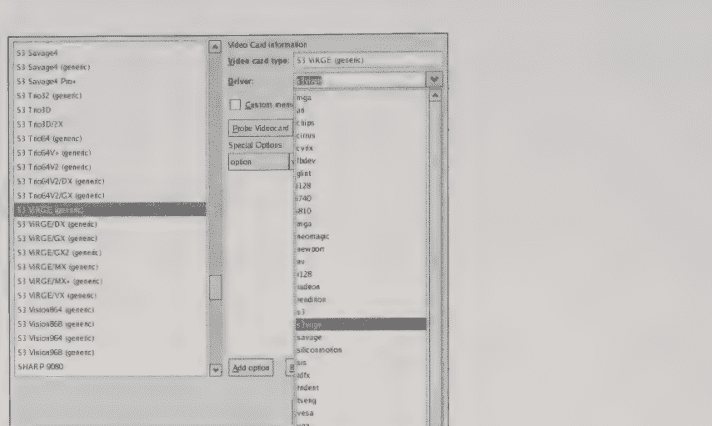 S3 Savage4
S3 Savage4 (generic)
S3 Savage4 Pro+
S3 Trio32 (generic)
S3 Trio3D
S3 Trio3D/2X
S3 Trio64 (generic)
S3 Trio64V+ (generic)
S3 Trio64V2 (generic)
S3 Trio64V2/DX (generic)
S3 Trio64V2/GX (generic)
S3 ViRGE (generic)
S3 ViRGE/DX (generic)
S3 ViRGE/GX (generic)
S3 ViRGE/GX2 (generic)
S3 ViRGE/MX (generic)
S3 ViRGE/MX+ (generic)
S3 ViRGE/VX (generic)
S3 Vision864 (generic)
S3 Vision868 (generic)
S3 Vision964 (generic)
S3 Vision968 (generic)
SHARP 9080
Video Card information
Video card type: S3 ViRGE (generic)
Driver:
Custom mem
Probe Videocard
Special Options:
option
Add option
mga
chips
cirrus
cyrix
fbdev
glint
i128
i740
i810
mga
neomagic
newport
nv
r128
radeon
rendition
s3
s3virge
savage
siliconmotion
sis
tdfx
trident
tseng
vesa
vga